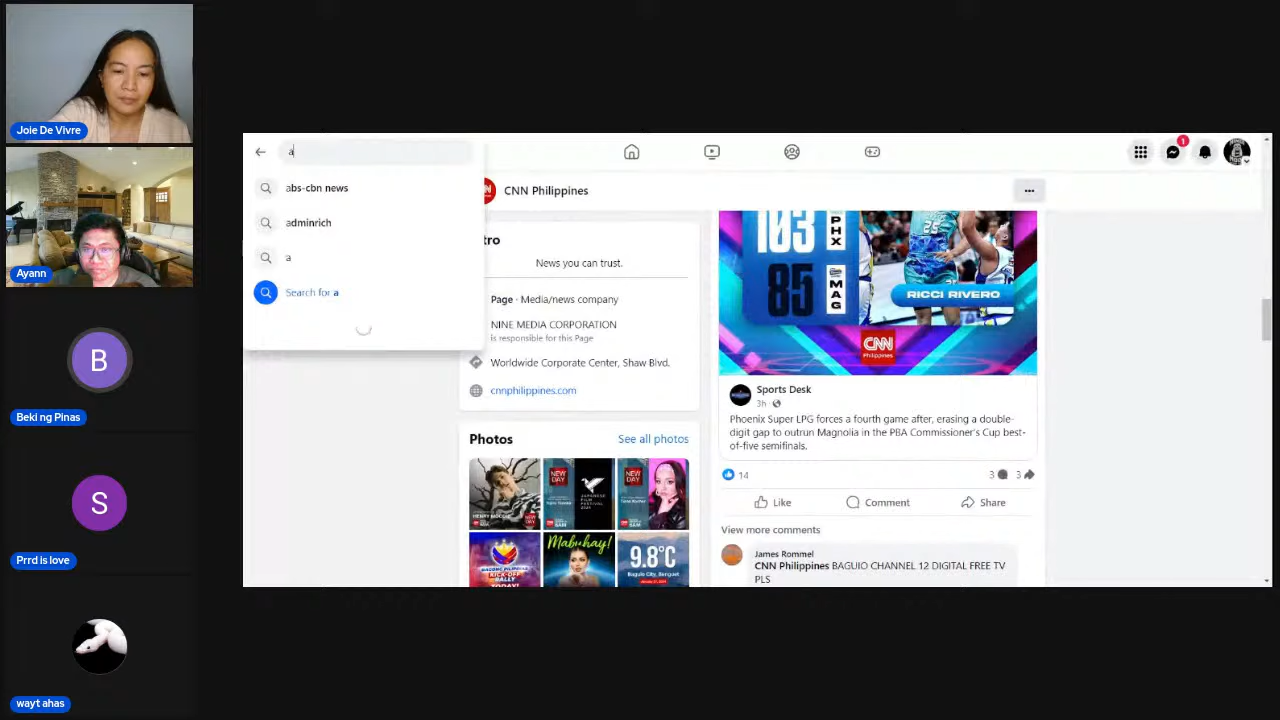 Joie De Vivre
Ayann
B
Beki ng Pinas
S
Prrd is love
wayt ahas
a
abs-cbn news
adminrich
a
Search for a
1
CNN Philippines
tro
News you can trust.
Page · Media/news company
NINE MEDIA CORPORATION
is responsible for this Page
Worldwide Corporate Center, Shaw Blvd.
cnnphilippines.com
Photos
See all photos
NEW DAY
NEW DAY
Mabuhay!
9.8°C
Baguio City, Benguet
103 PHX
85 MAG
25
RICCI RIVERO
CNN Philippines
Sports Desk
3h ·
Phoenix Super LPG forces a fourth game after, erasing a double-
digit gap to outrun Magnolia in the PBA Commissioner's Cup best-
of-five semifinals.
14
3
3
Like
Comment
Share
View more comments
James Rommel
CNN Philippines BAGUIO CHANNEL 12 DIGITAL FREE TV
PLS